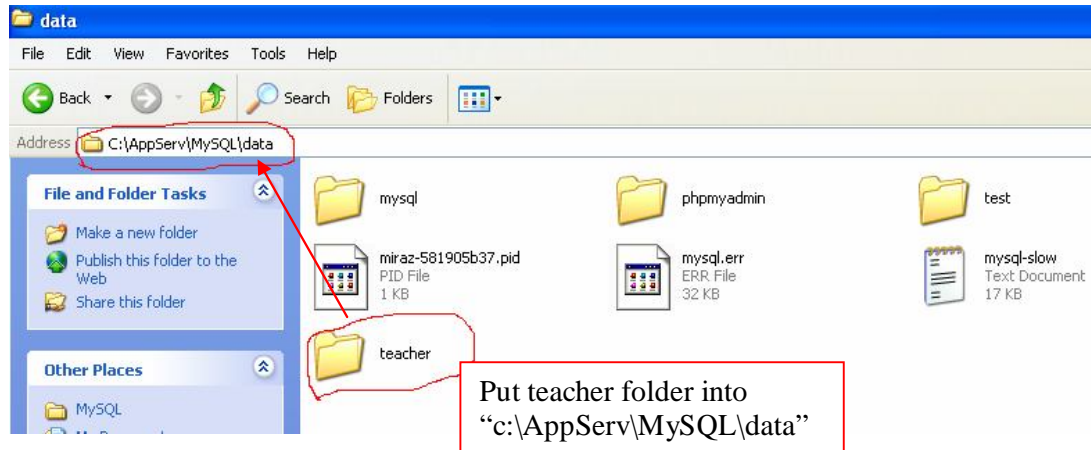 data
File Edit View Favorites Tools Help
Back Search Folders
Address C:\AppServ\MySQL\data
File and Folder Tasks
Make a new folder
Publish this folder to the
Web
Share this folder
Other Places
MySQL
mysql
phpmyadmin
test
miraz-581905b37.pid
PID File
1 KB
mysql.err
ERR File
32 KB
mysql-slow
Text Document
17 KB
teacher
Put teacher folder into
“c:\AppServ\MySQL\data”